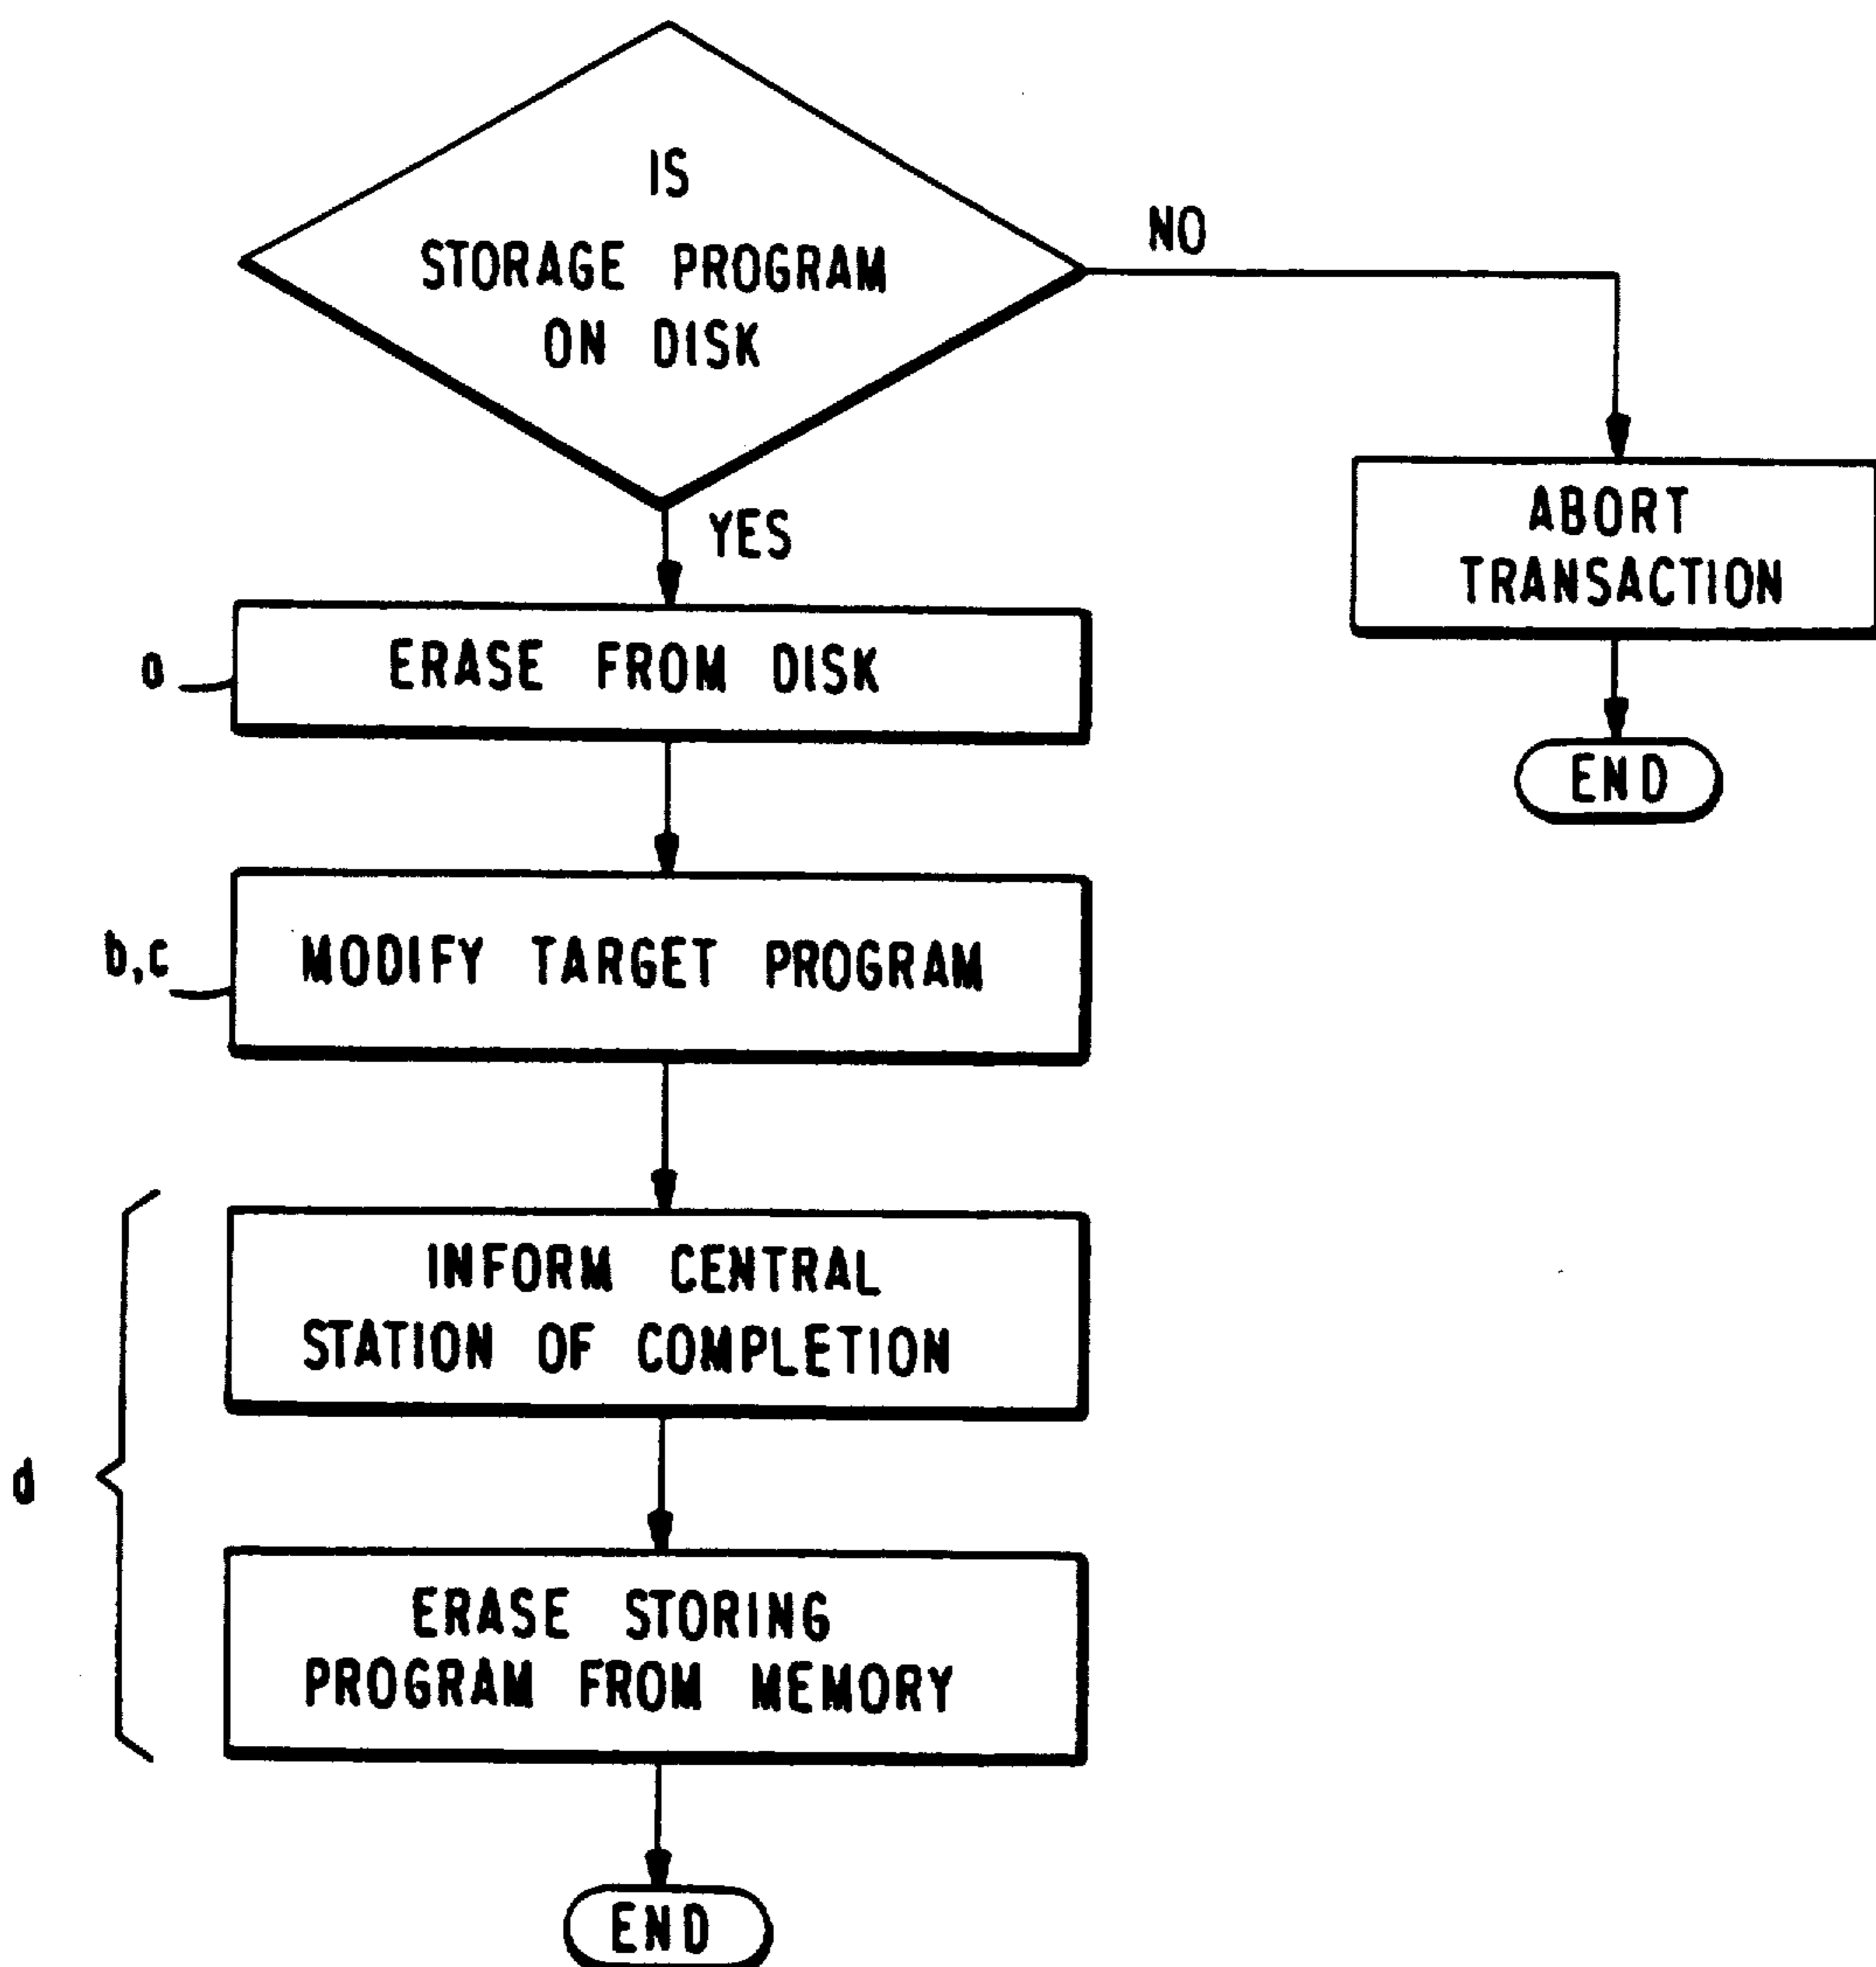 IS
STORAGE PROGRAM
ON DISK
NO
YES
ABORT
TRANSACTION
END
a
ERASE FROM DISK
b,c
MODIFY TARGET PROGRAM
d
INFORM CENTRAL
STATION OF COMPLETION
ERASE STORING
PROGRAM FROM MEMORY
END